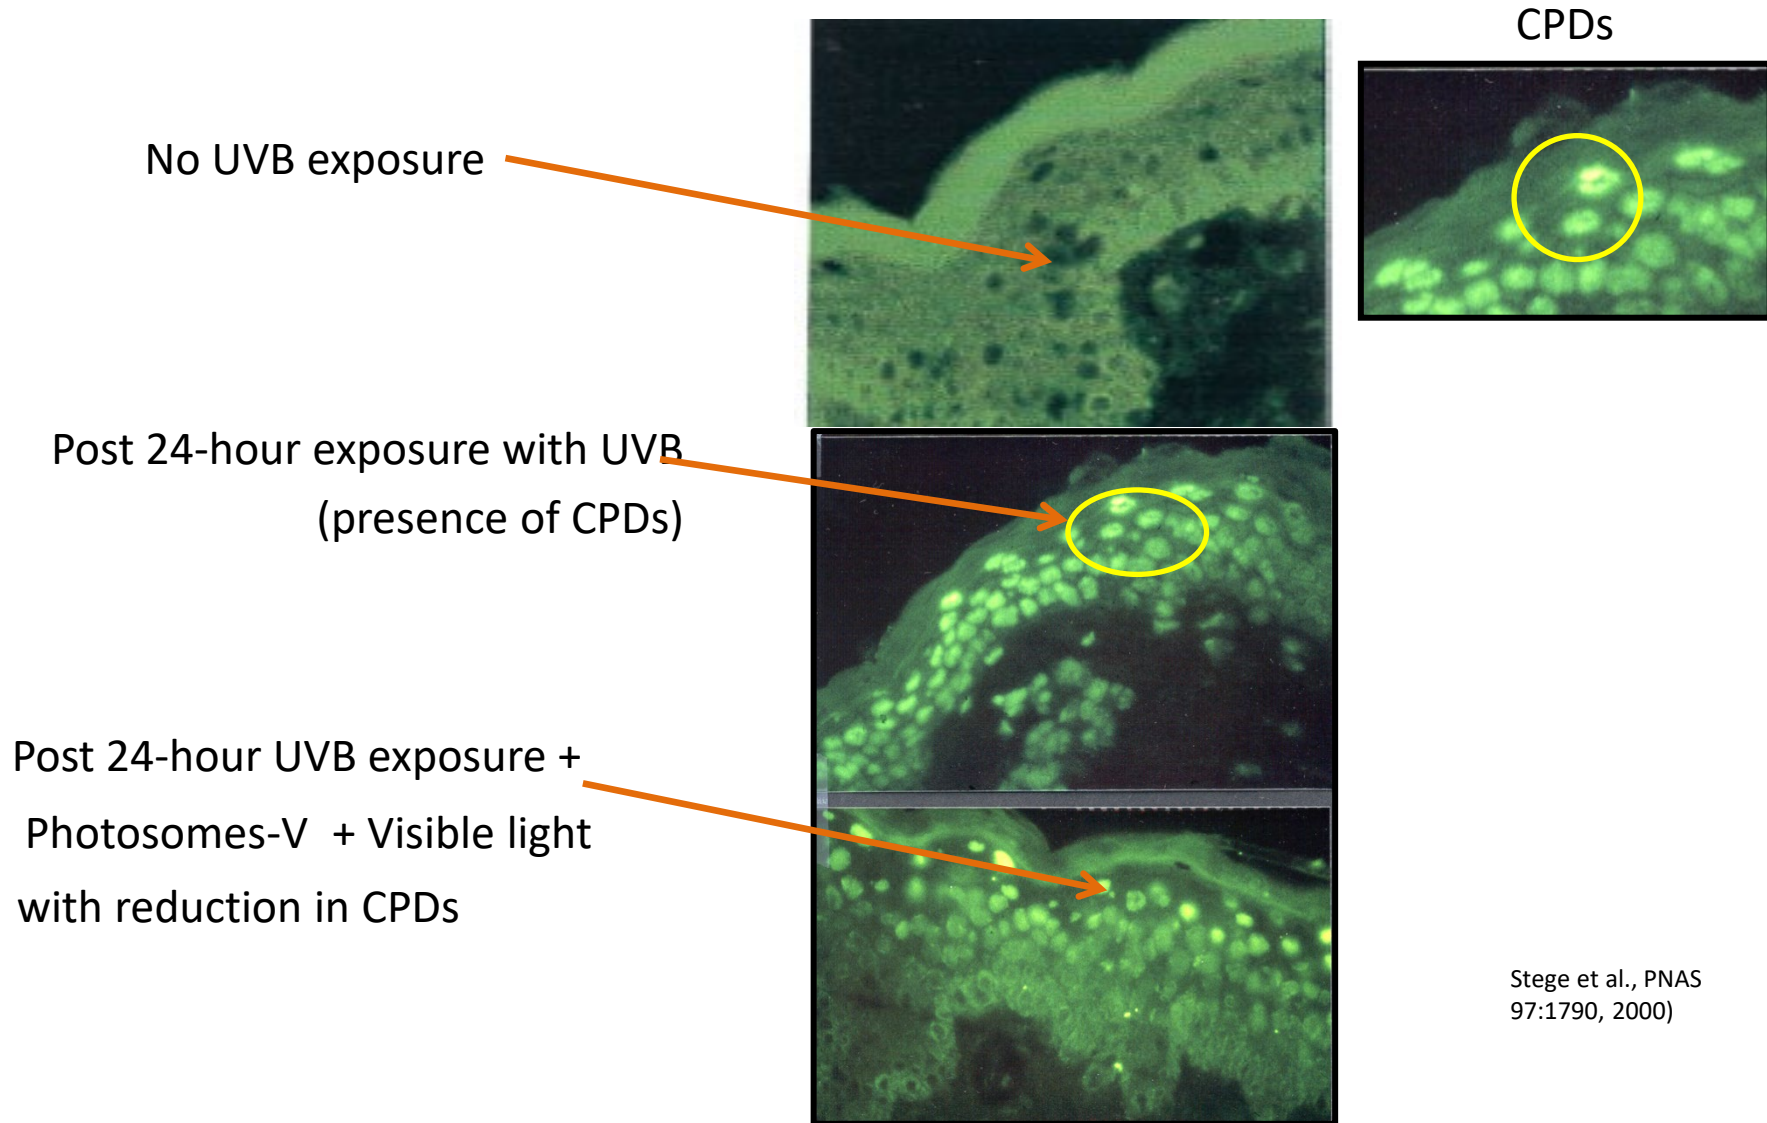 CPDs
No UVB exposure
Post 24-hour exposure with UVB
(presence of CPDs)
Post 24-hour UVB exposure +
Photosomes-V + Visible light
with reduction in CPDs
Stege et al., PNAS
97:1790, 2000)